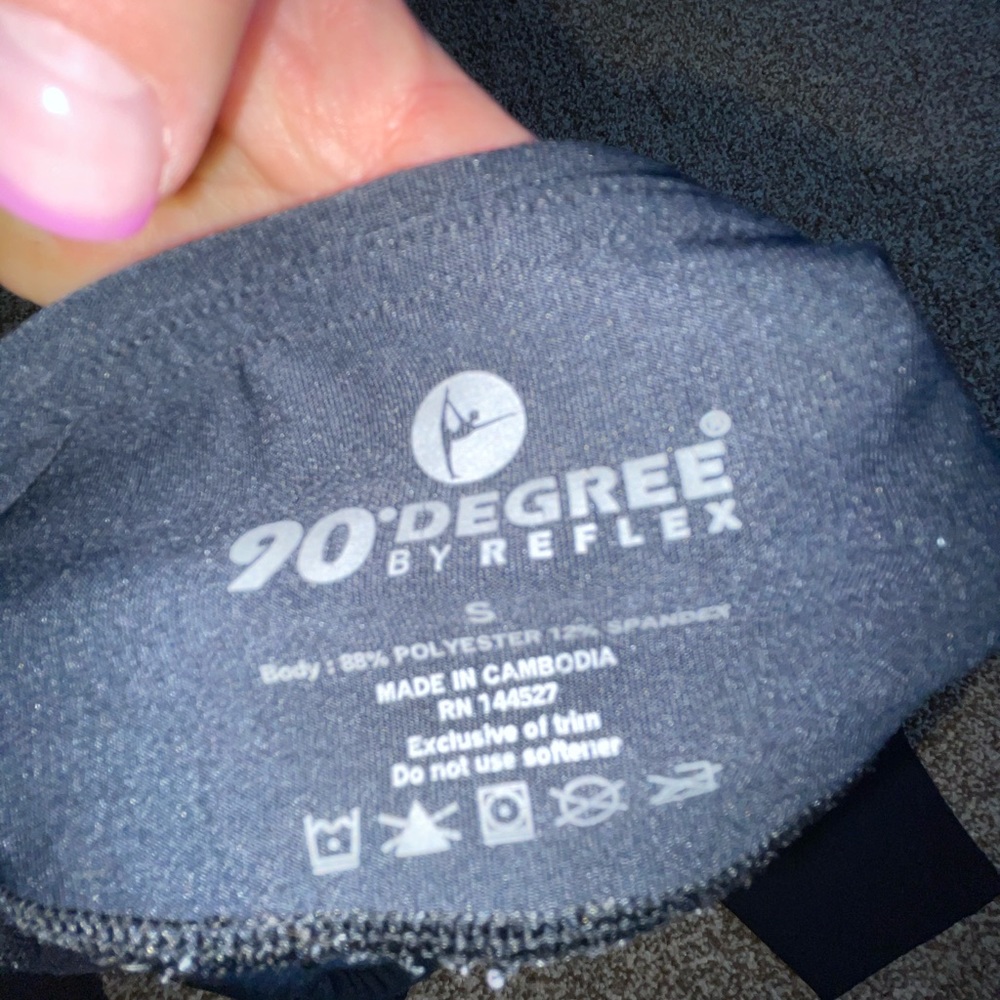 90°DEGREE®
BY REFLEX
S
Body : 88% POLYESTER 12% SPANDEX
MADE IN CAMBODIA
RN 144527
Exclusive of trim
Do not use softener